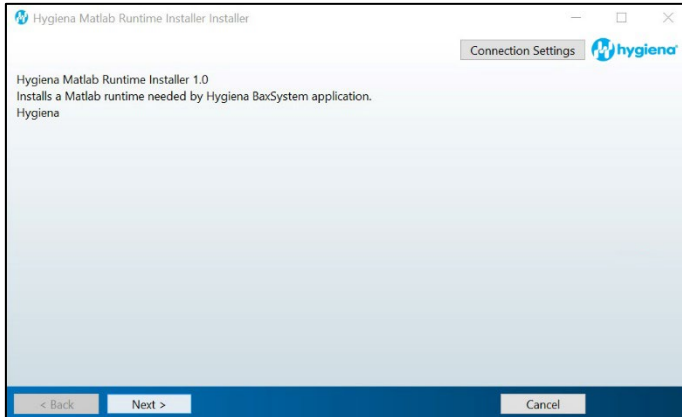 Hygiena Matlab Runtime Installer Installer
Connection Settings
hygiena
Hygiena Matlab Runtime Installer 1.0
Installs a Matlab runtime needed by Hygiena BaxSystem application.
Hygiena
< Back
Next >
Cancel